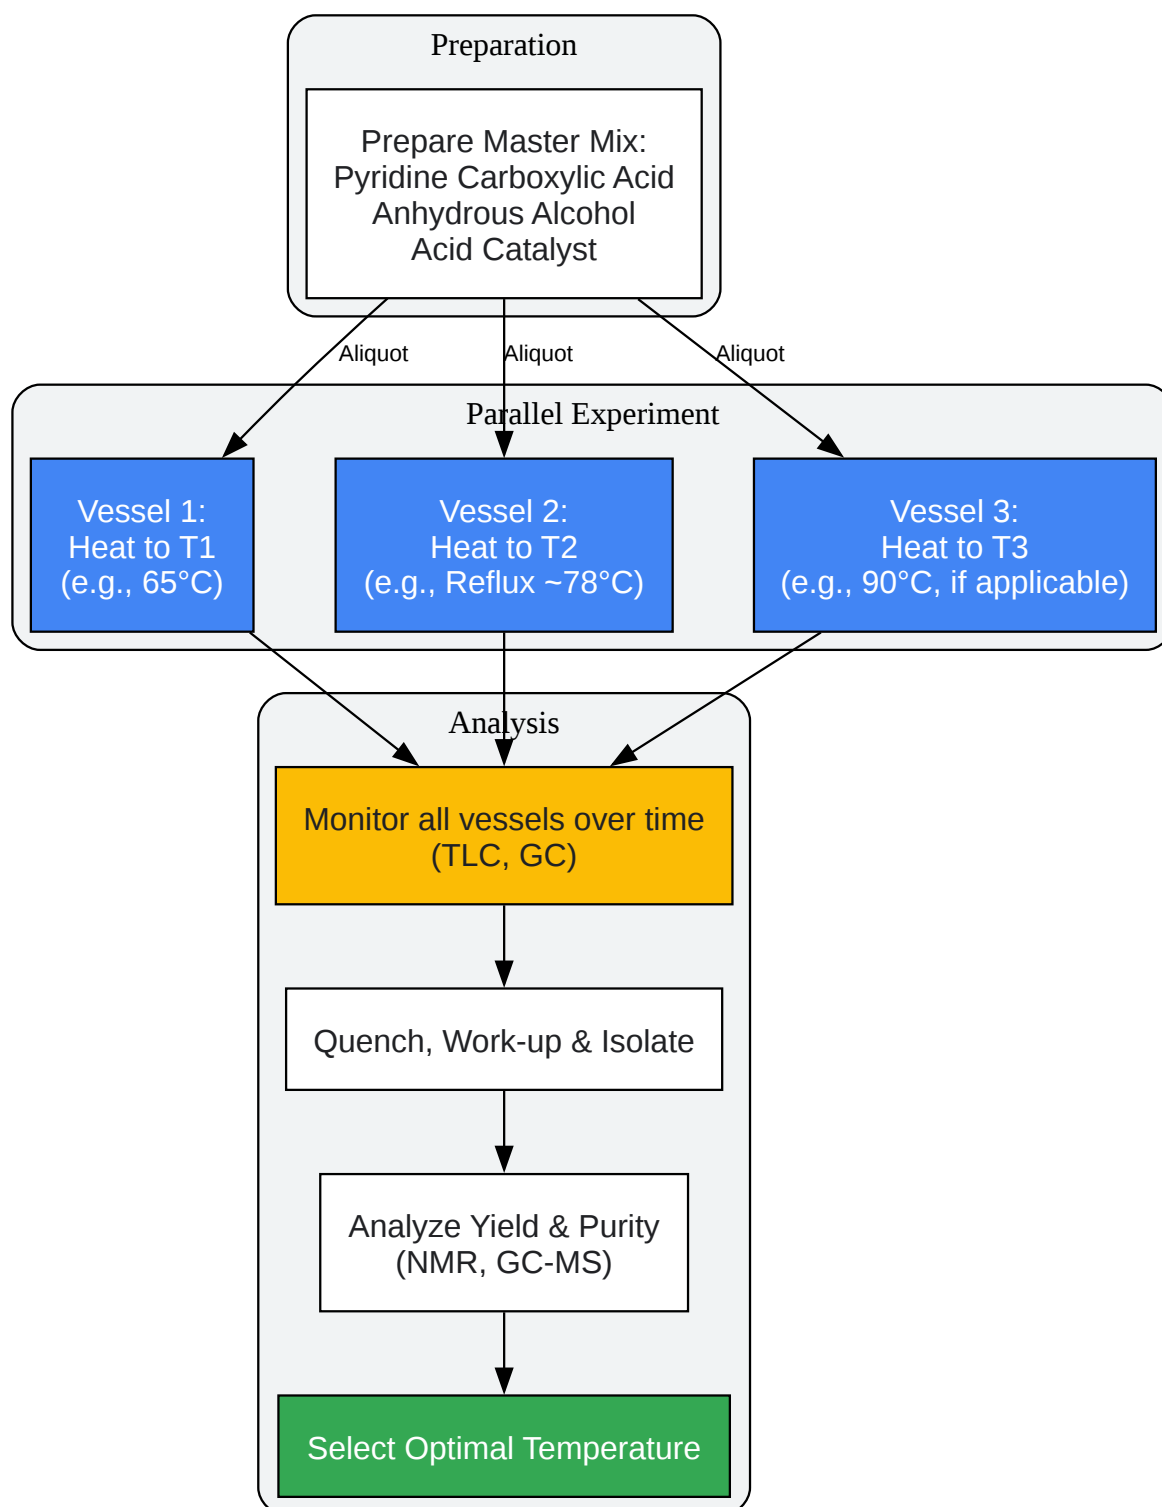 Preparation
Prepare Master Mix:
Pyridine Carboxylic Acid
Anhydrous Alcohol
Acid Catalyst
Aliquot
Aliquot
Aliquot
Parallel Experiment
Vessel 1:
Heat to T1
(e.g., 65°C)
Vessel 2:
Heat to T2
(e.g., Reflux ~78°C)
Vessel 3:
Heat to T3
(e.g., 90°C, if applicable)
Analysis
Monitor all vessels over time
(TLC, GC)
Quench, Work-up & Isolate
Analyze Yield & Purity
(NMR, GC-MS)
Select Optimal Temperature